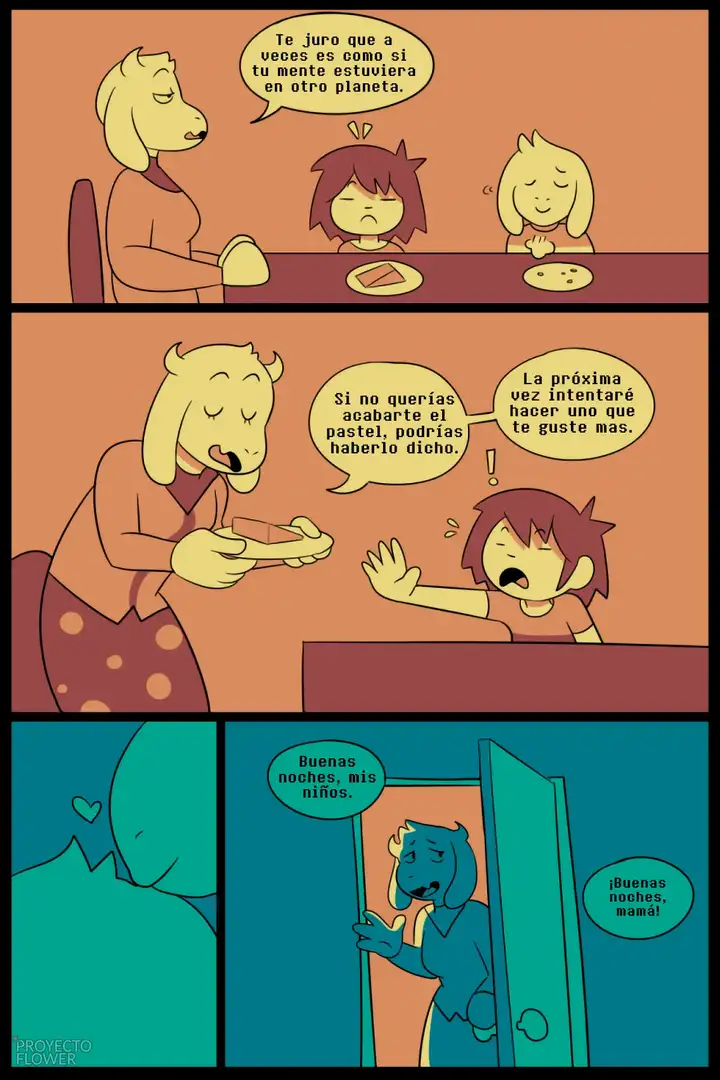 Te juro que a
veces es como si
tu mente estuviera
en otro planeta.
Si no querías
acabarte el
pastel, podrías
haberlo dicho.
La próxima
vez intentaré
hacer uno que
te guste mas.
!
Buenas
noches, mis
niños.
¡Buenas
noches,
mamá!
PROYECTO
FLOWER